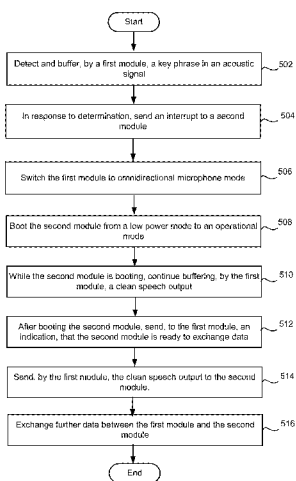 Start
Detect and buffer, by a first module, a key phrase in an acoustic
signal
502
In response to determination, send an interrupt to a second
module
504
Switch the first module to omnidirectional microphone mode
506
Boot the second module from a low power mode to an operational
mode
508
While the second module is booting, continue buffering, by the first
module, a clean speech output
510
After booting the second module, send, to the first module, an
indication, that the second module is ready to exchange data
512
Send, by the first module, the clean speech output to the second
module.
514
Exchange further data between the first module and the second
module
516
End